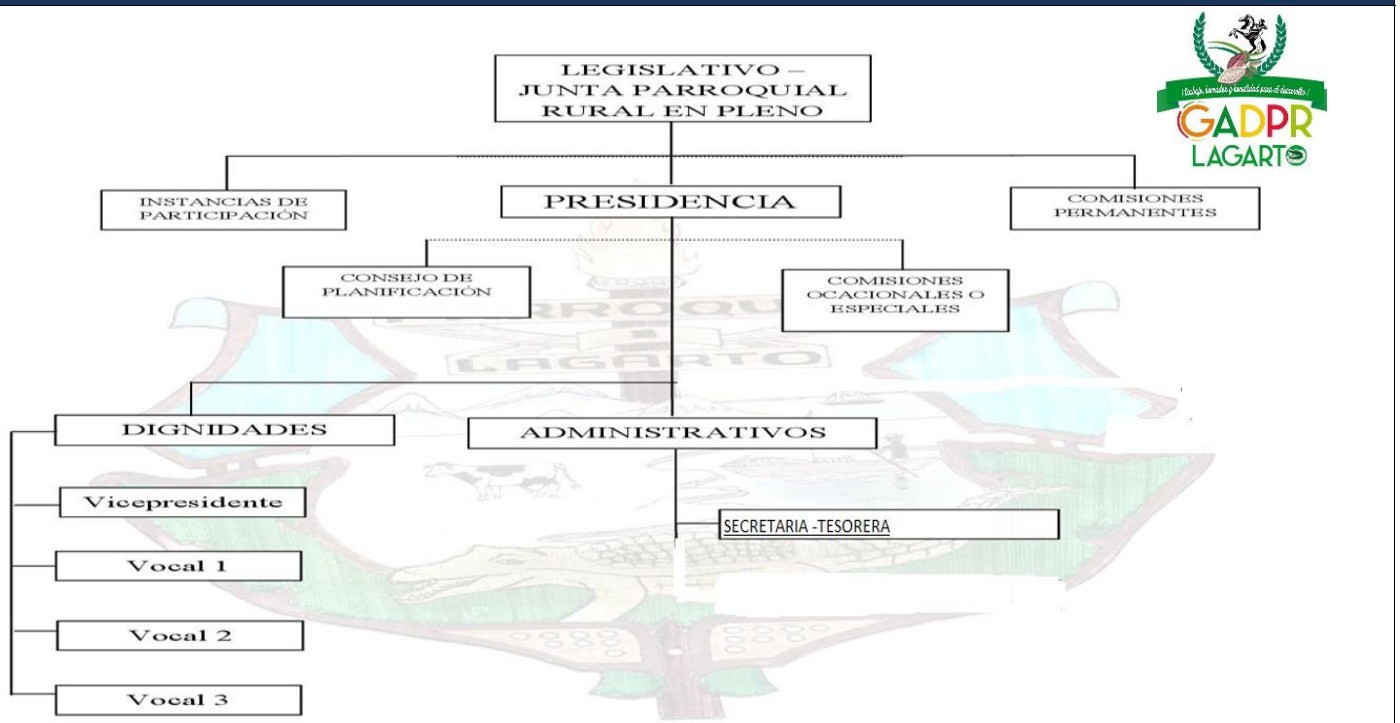 LEGISLATIVO –
JUNTA PARROQUIAL
RURAL EN PLENO
GADPR
LAGARTO
INSTANCIAS DE
PARTICIPACIÓN
PRESIDENCIA
COMISIONES
PERMANENTES
CONSEJO DE
PLANIFICACIÓN
COMISIONES
OCACIONALES O
ESPECIALES
LAGARTO
DIGNIDADES
ADMINISTRATIVOS
Vicepresidente
SECRETARIA -TESORERA
Vocal 1
Vocal 2
Vocal 3